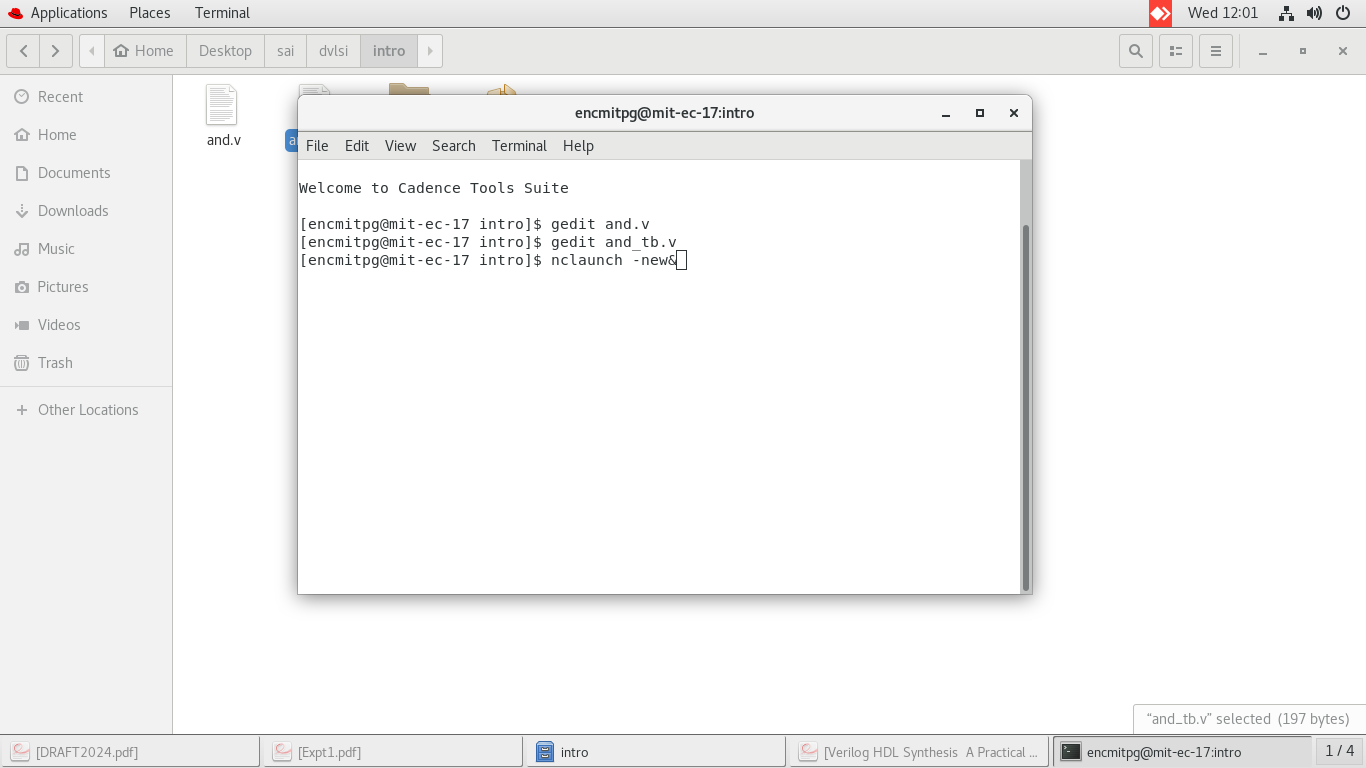 Applications Places Terminal Wed 12:01
Home Desktop sai dvlsi intro
Recent
Home
Documents
Downloads
Music
Pictures
Videos
Trash
Other Locations
and.v
encmitpg@mit-ec-17:intro
File Edit View Search Terminal Help
Welcome to Cadence Tools Suite
[encmitpg@mit-ec-17 intro]$ gedit and.v
[encmitpg@mit-ec-17 intro]$ gedit and_tb.v
[encmitpg@mit-ec-17 intro]$ nclaunch -new&
“and_tb.v” selected (197 bytes)
[DRAFT2024.pdf] [Expt1.pdf] intro [Verilog HDL Synthesis A Practical ... encmitpg@mit-ec-17:intro 1 / 4